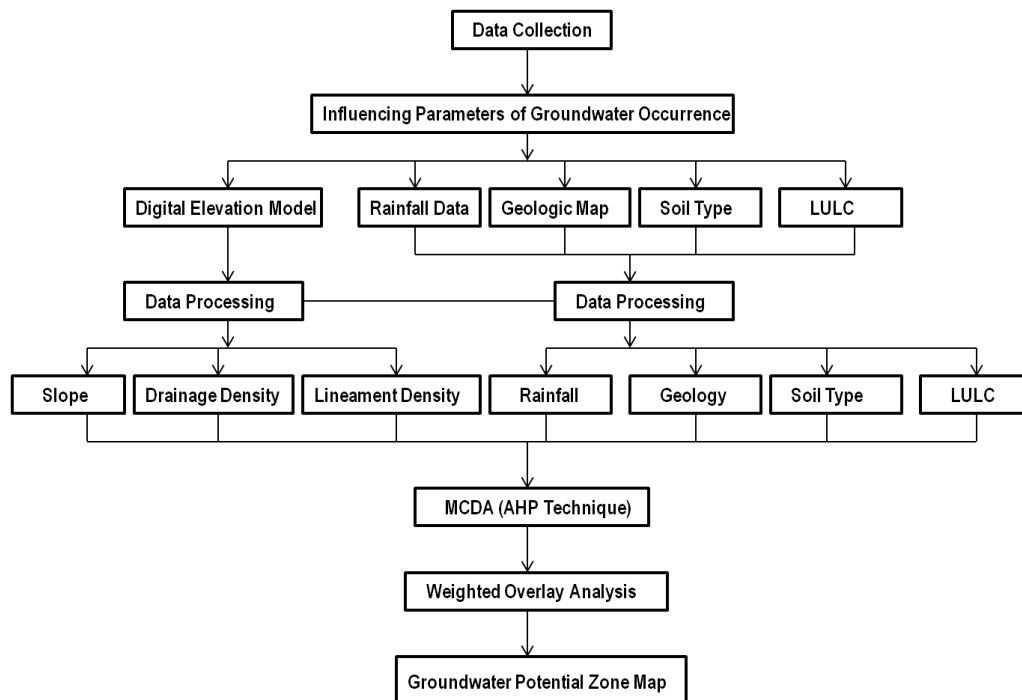 Data Collection
Influencing Parameters of Groundwater Occurrence
Digital Elevation Model
Rainfall Data
Geologic Map
Soil Type
LULC
Data Processing
Data Processing
Slope
Drainage Density
Lineament Density
Rainfall
Geology
Soil Type
LULC
MCDA (AHP Technique)
Weighted Overlay Analysis
Groundwater Potential Zone Map